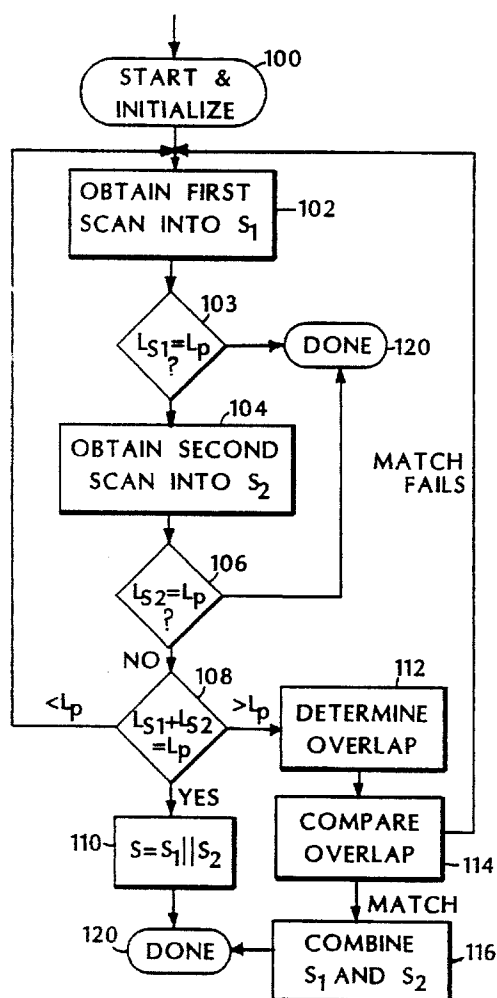 START &
INITIALIZE
100
OBTAIN FIRST
SCAN INTO S1
102
103
LS1=Lp
?
DONE
120
104
OBTAIN SECOND
SCAN INTO S2
MATCH
FAILS
106
LS2=Lp
?
NO
108
<Lp
LS1+LS2
=Lp
>Lp
112
DETERMINE
OVERLAP
YES
110
S=S1||S2
COMPARE
OVERLAP
114
MATCH
120
DONE
COMBINE
S1 AND S2
116